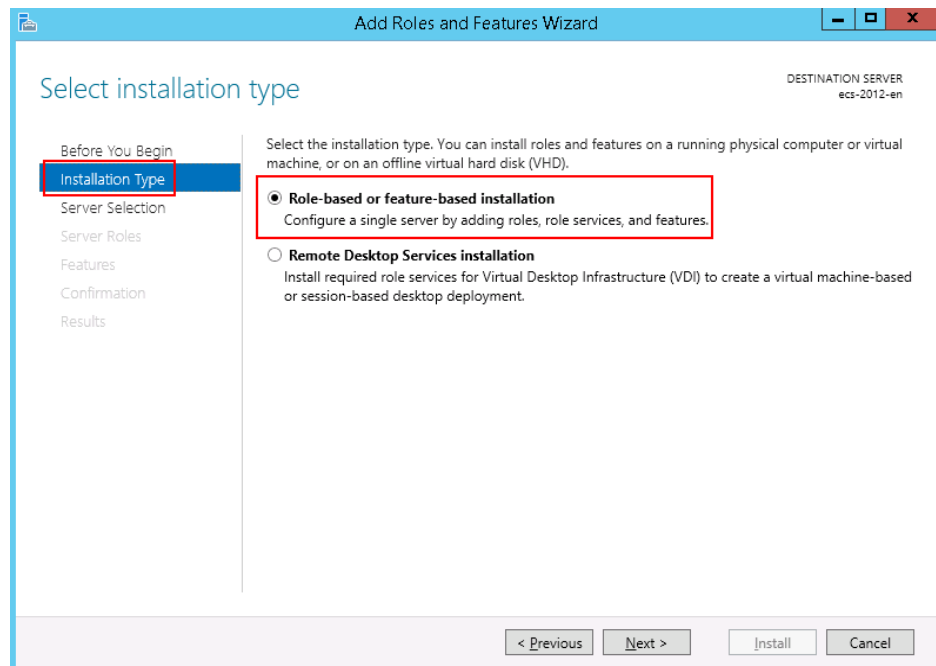 Add Roles and Features Wizard
Select installation type
DESTINATION SERVER
ecs-2012-en
Before You Begin
Installation Type
Server Selection
Server Roles
Features
Confirmation
Results
Select the installation type. You can install roles and features on a running physical computer or virtual
machine, or on an offline virtual hard disk (VHD).
Role-based or feature-based installation
Configure a single server by adding roles, role services, and features.
Remote Desktop Services installation
Install required role services for Virtual Desktop Infrastructure (VDI) to create a virtual machine-based
or session-based desktop deployment.
< Previous
Next >
Install
Cancel